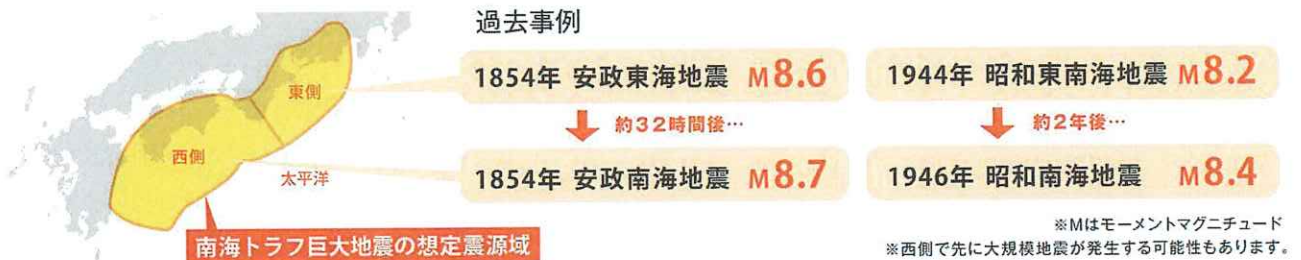 過去事例
東側
西側
太平洋
南海トラフ巨大地震の想定震源域
1854年 安政東海地震 M8.6
約32時間後…
1854年 安政南海地震 M8.7
1944年 昭和東南海地震 M8.2
約2年後…
1946年 昭和南海地震 M8.4
※Mはモーメントマグニチュード
※西側で先に大規模地震が発生する可能性もあります。